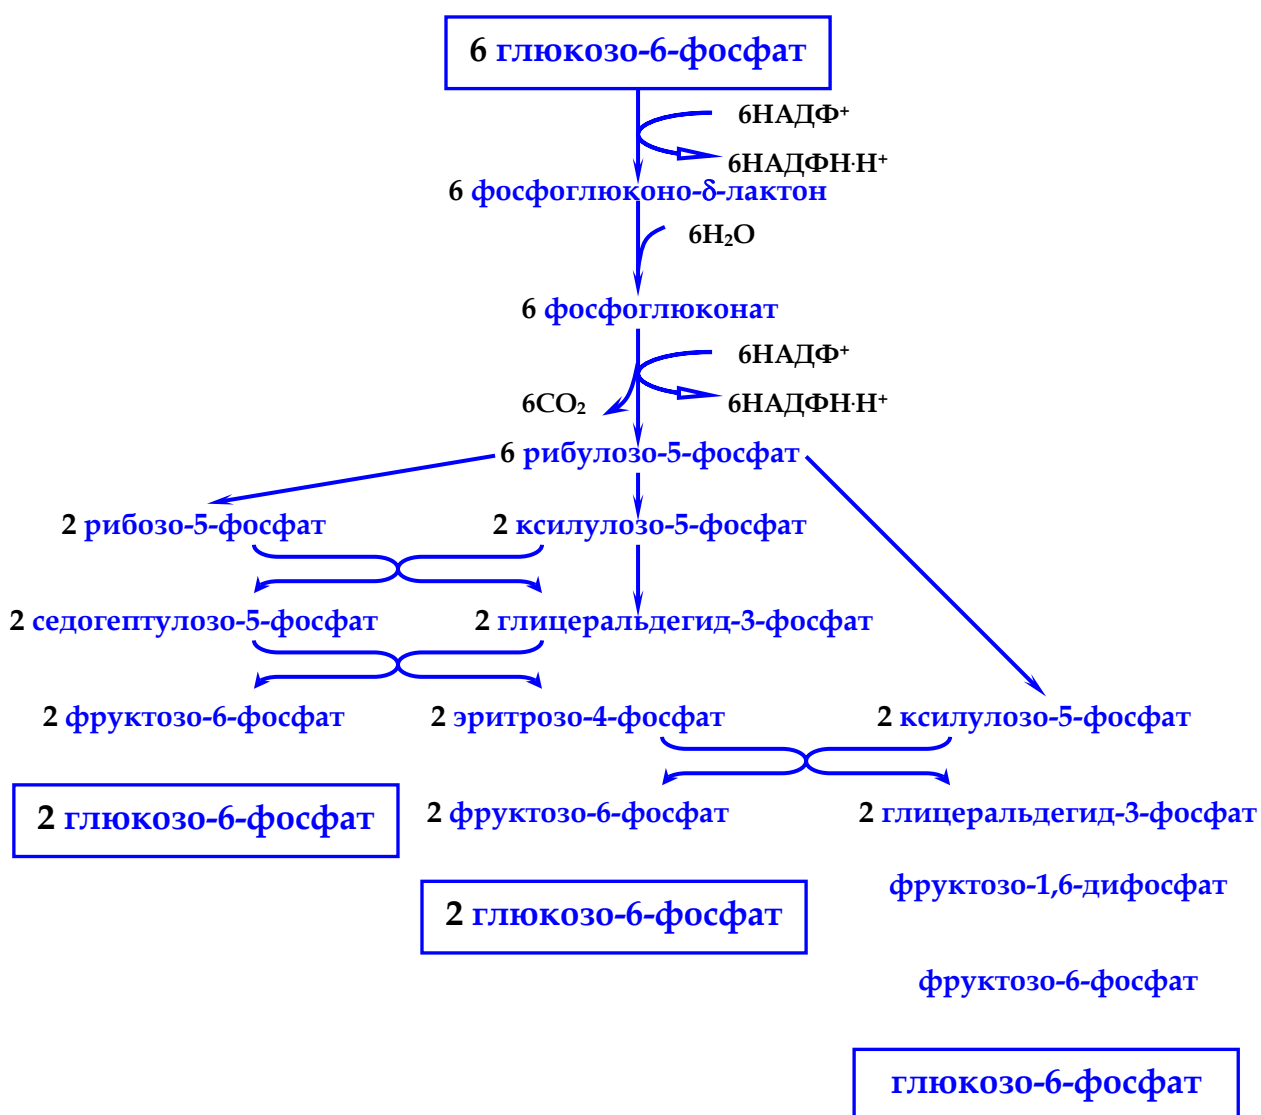 6 глюкозо-6-фосфат
6НАДФ⁺
6НАДФН·Н⁺
6 фосфоглюконо-δ-лактон
6H₂O
6 фосфоглюконат
6НАДФ⁺
6CO₂ 6НАДФН·Н⁺
6 рибулозо-5-фосфат
2 рибозо-5-фосфат 2 ксилулозо-5-фосфат
2 седогептулозо-5-фосфат 2 глицеральдегид-3-фосфат
2 фруктозо-6-фосфат 2 эритрозо-4-фосфат 2 ксилулозо-5-фосфат
2 глюкозо-6-фосфат 2 фруктозо-6-фосфат 2 глицеральдегид-3-фосфат
фруктозо-1,6-дифосфат
2 глюкозо-6-фосфат
фруктозо-6-фосфат
глюкозо-6-фосфат